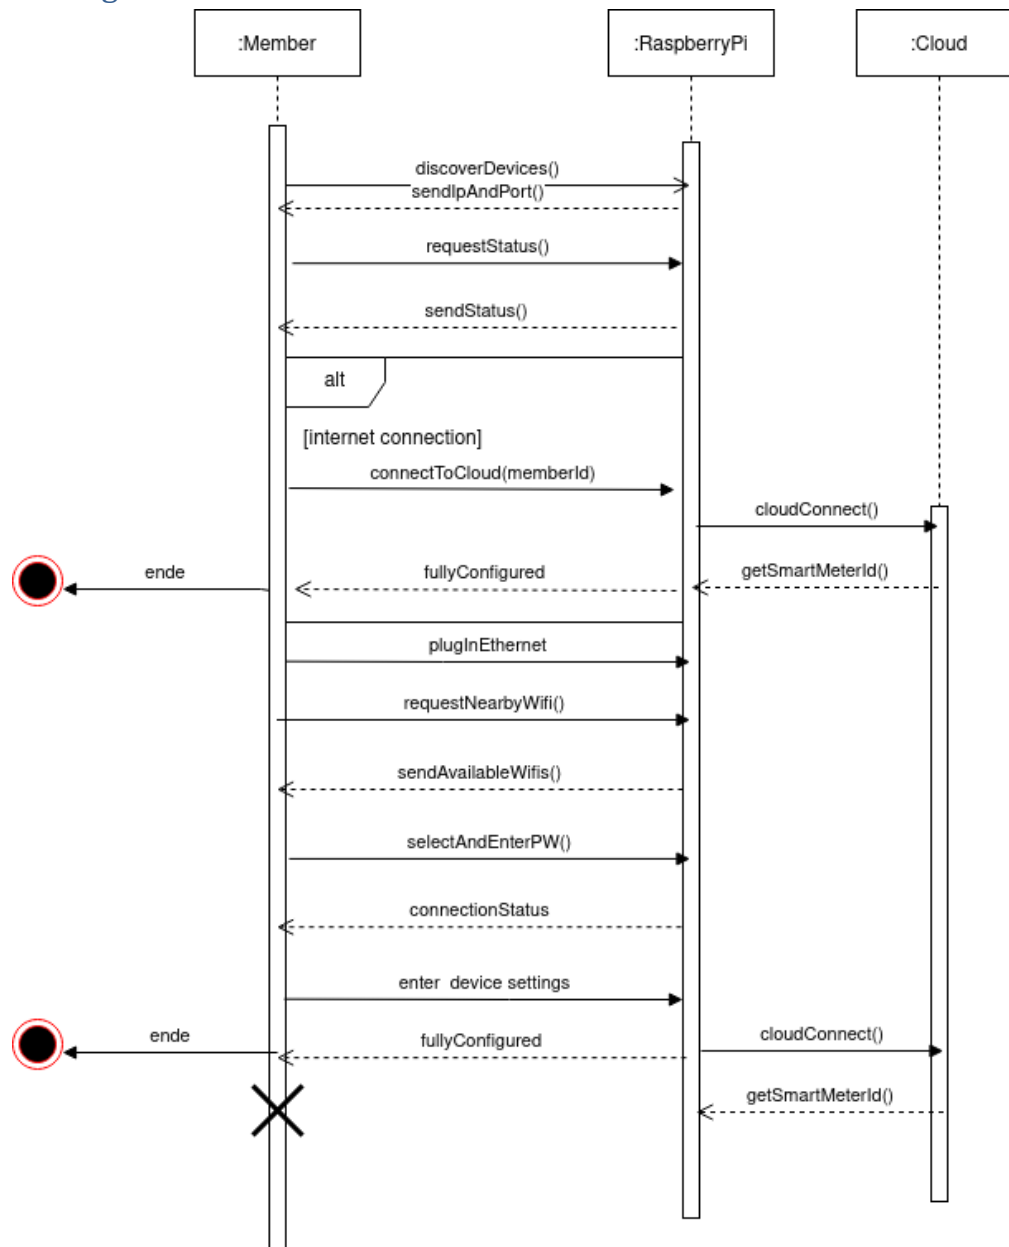 :Member
:RaspberryPi
:Cloud
discoverDevices()
sendIpAndPort()
requestStatus()
sendStatus()
alt
[internet connection]
connectToCloud(memberId)
cloudConnect()
ende
fullyConfigured
getSmartMeterId()
plugInEthernet
requestNearbyWifi()
sendAvailableWifis()
selectAndEnterPW()
connectionStatus
enter device settings
ende
fullyConfigured
cloudConnect()
getSmartMeterId()